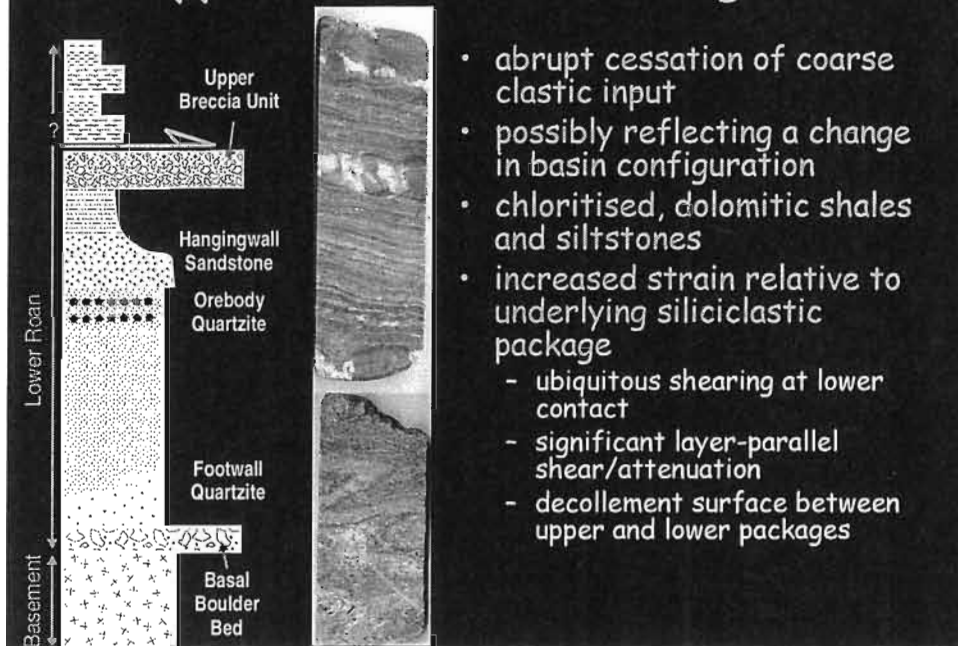 Upper
Breccia Unit
?
Hangingwall
Sandstone
Orebody
Quartzite
Footwall
Quartzite
Basal
Boulder
Bed
Lower Roan
Basement
• abrupt cessation of coarse
clastic input
• possibly reflecting a change
in basin configuration
• chloritised, dolomitic shales
and siltstones
• increased strain relative to
underlying siliciclastic
package
- ubiquitous shearing at lower
contact
- significant layer-parallel
shear/attenuation
- decollement surface between
upper and lower packages